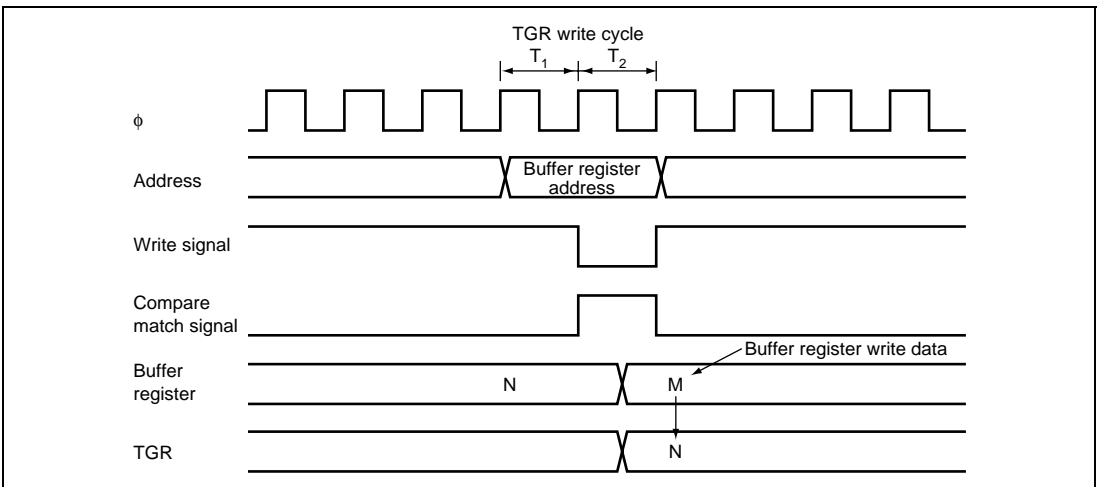 TGR write cycle
T1 T2
ϕ
Address
Buffer register
address
Write signal
Compare
match signal
Buffer register write data
Buffer
register
N
M
TGR
N